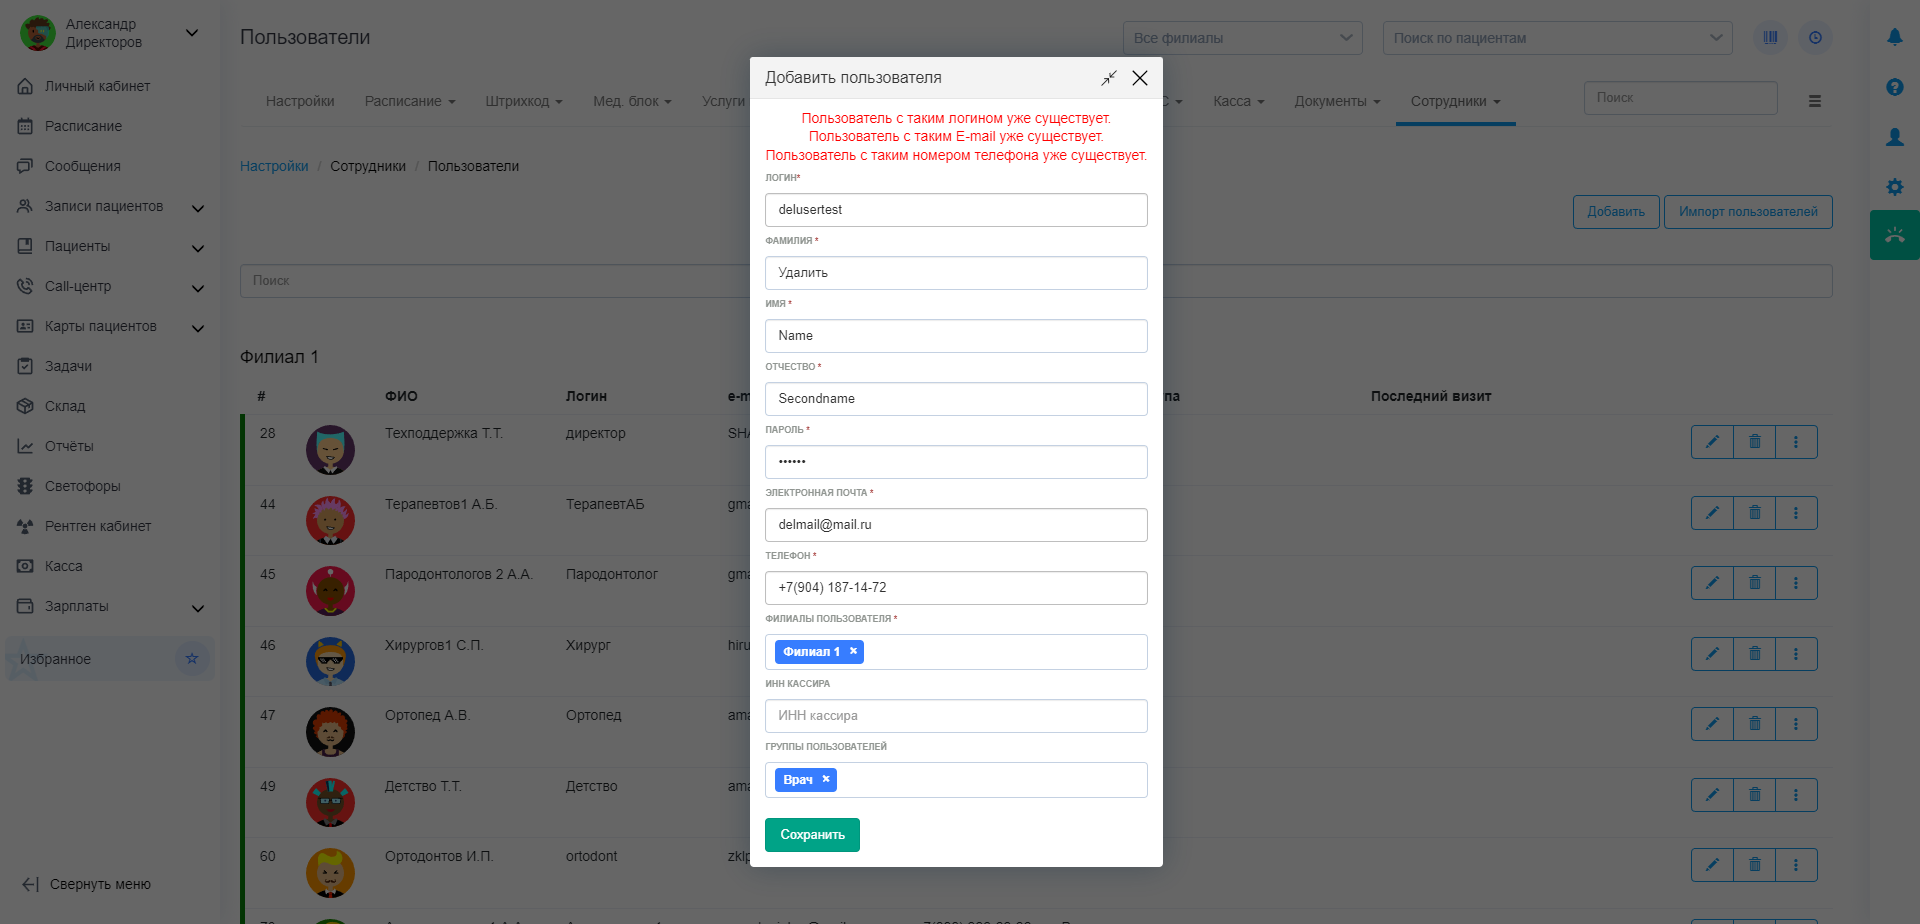 Александр
Директоров
Личный кабинет
Расписание
Сообщения
Записи пациентов
Пациенты
Call-центр
Карты пациентов
Задачи
Склад
Отчёты
Светофоры
Рентген кабинет
Касса
Зарплаты
Избранное
Свернуть меню
Пользователи
Все филиалы
Поиск по пациентам
Настройки Расписание Штрихкод Мед. блок Услуги С Касса Документы Сотрудники
Поиск
Настройки / Сотрудники / Пользователи
Добавить Импорт пользователей
Поиск
Филиал 1
# ФИО Логин e-m па Последний визит
28 Техподдержка Т.Т. директор SHA
44 Терапевтов1 А.Б. ТерапевтАБ gma
45 Пародонтологов 2 А.А. Пародонтолог gma
46 Хирургов1 С.П. Хирург hiru
47 Ортопед А.В. Ортопед ama
49 Детство Т.Т. Детство ama
60 Ортодонтов И.П. ortodont zklp
Добавить пользователя
Пользователь с таким логином уже существует.
Пользователь с таким E-mail уже существует.
Пользователь с таким номером телефона уже существует.
ЛОГИН*
delusertest
ФАМИЛИЯ *
Удалить
ИМЯ *
Name
ОТЧЕСТВО *
Secondname
ПАРОЛЬ *
••••••
ЭЛЕКТРОННАЯ ПОЧТА *
delmail@mail.ru
ТЕЛЕФОН *
+7(904) 187-14-72
ФИЛИАЛЫ ПОЛЬЗОВАТЕЛЯ *
Филиал 1 ×
ИНН КАССИРА
ИНН кассира
ГРУППЫ ПОЛЬЗОВАТЕЛЕЙ
Врач ×
Сохранить